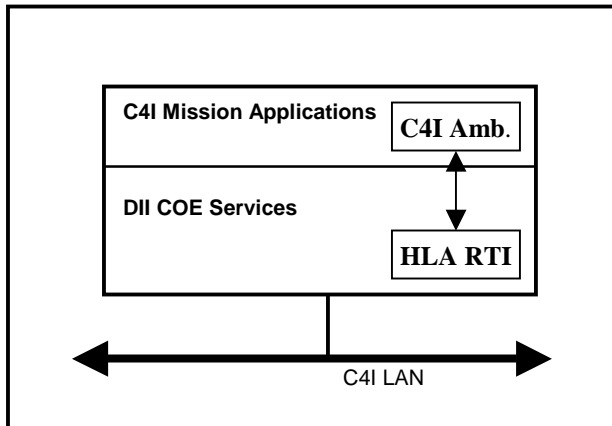 C4I Mission Applications
C4I Amb.
DII COE Services
HLA RTI
C4I LAN